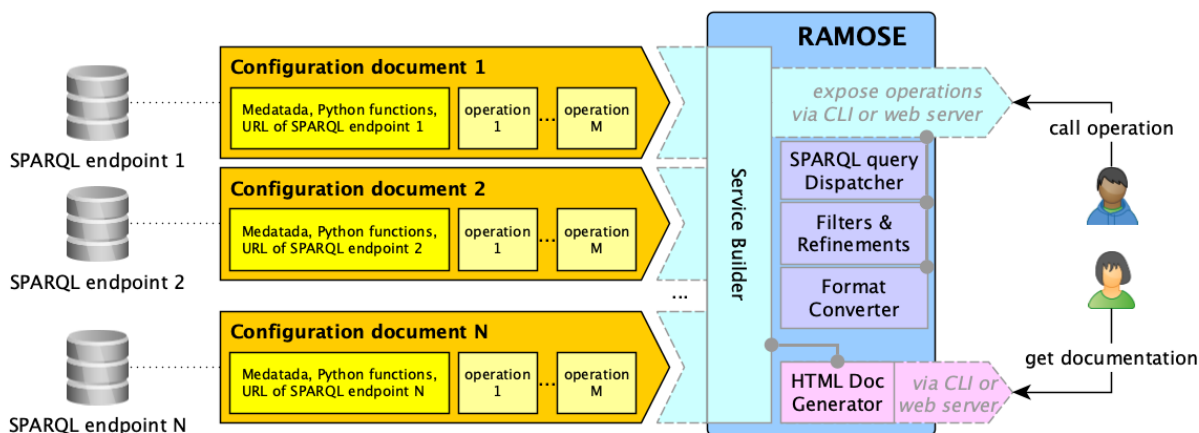 RAMOSE
Configuration document 1
Medatada, Python functions,
URL of SPARQL endpoint 1
operation
1
...
operation
M
SPARQL endpoint 1
Configuration document 2
Medatada, Python functions,
URL of SPARQL endpoint 2
operation
1
...
operation
M
SPARQL endpoint 2
...
Configuration document N
Medatada, Python functions,
URL of SPARQL endpoint N
operation
1
...
operation
M
SPARQL endpoint N
Service Builder
expose operations
via CLI or web server
SPARQL query
Dispatcher
Filters &
Refinements
Format
Converter
HTML Doc
Generator
via CLI or
web server
call operation
get documentation